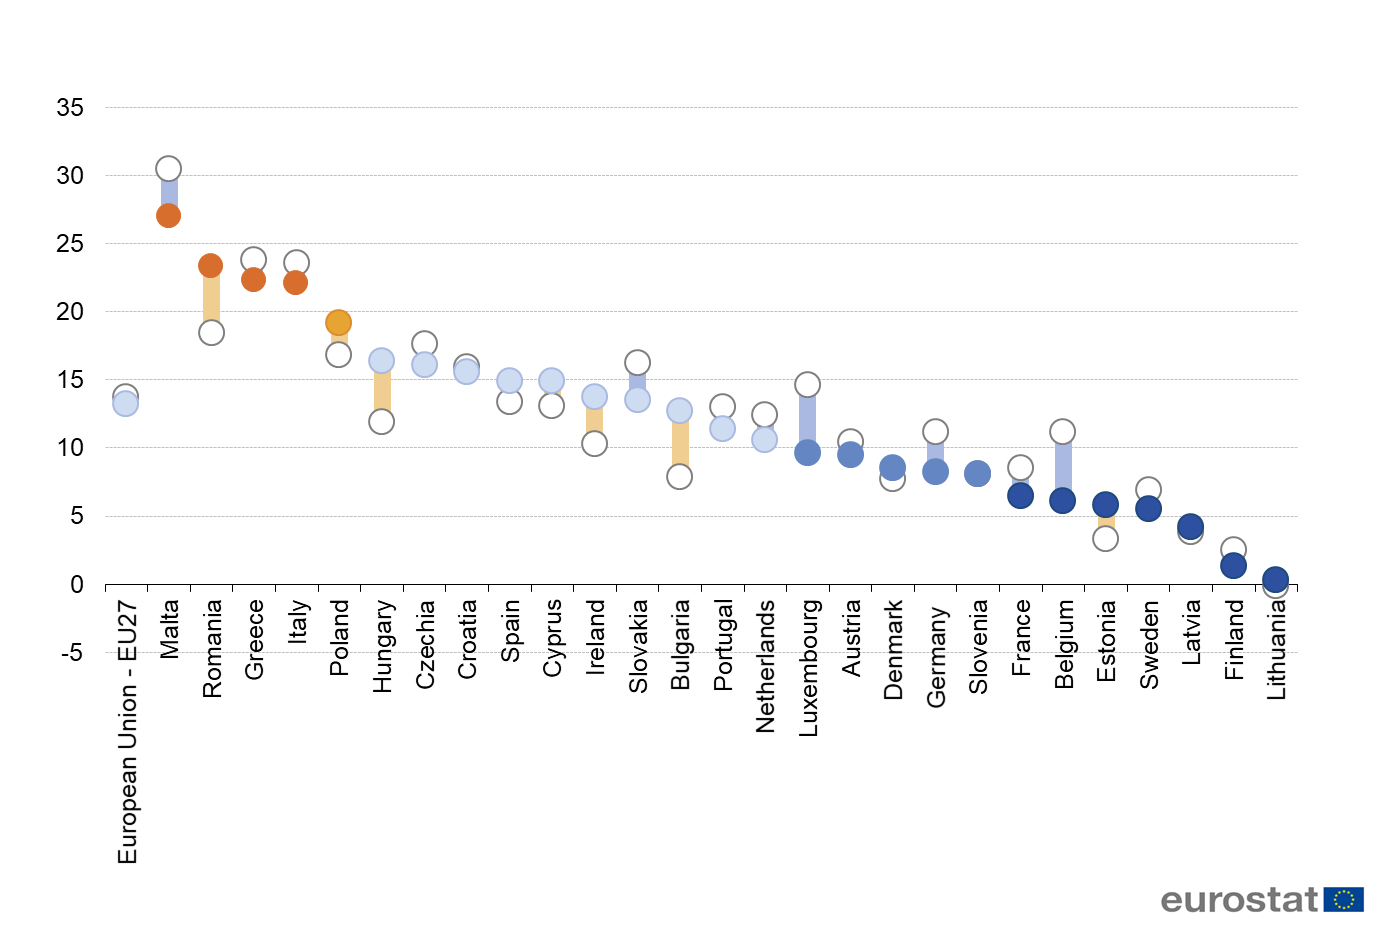 35
30
25
20
15
10
5
0
-5
European Union - EU27
Malta
Romania
Greece
Italy
Poland
Hungary
Czechia
Croatia
Spain
Cyprus
Ireland
Slovakia
Bulgaria
Portugal
Netherlands
Luxembourg
Austria
Denmark
Germany
Slovenia
France
Belgium
Estonia
Sweden
Latvia
Finland
Lithuania
eurostat